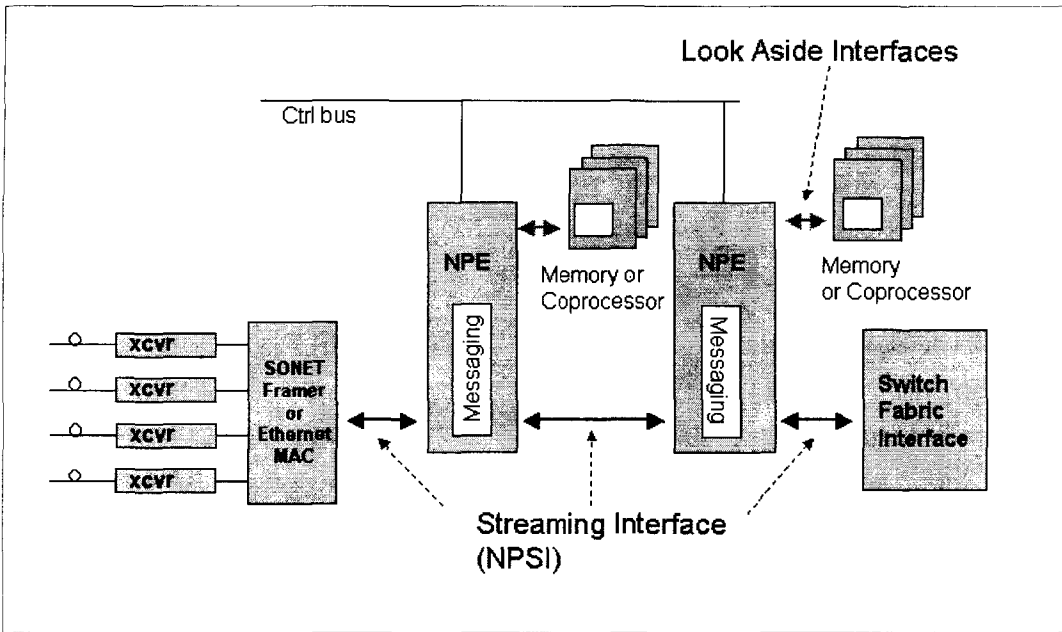 Look Aside Interfaces
Ctrl bus
NPE
Messaging
Memory or
Coprocessor
NPE
Messaging
Memory
or Coprocessor
xcvr
xcvr
xcvr
xcvr
SONET
Framer
or
Ethernet
MAC
Switch
Fabric
Interface
Streaming Interface
(NPSI)